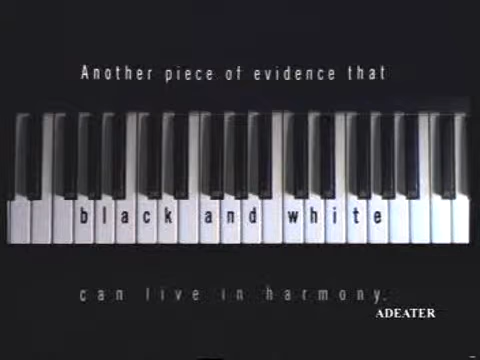 Another piece of evidence that
black and white
can live in harmony.
ADEATER